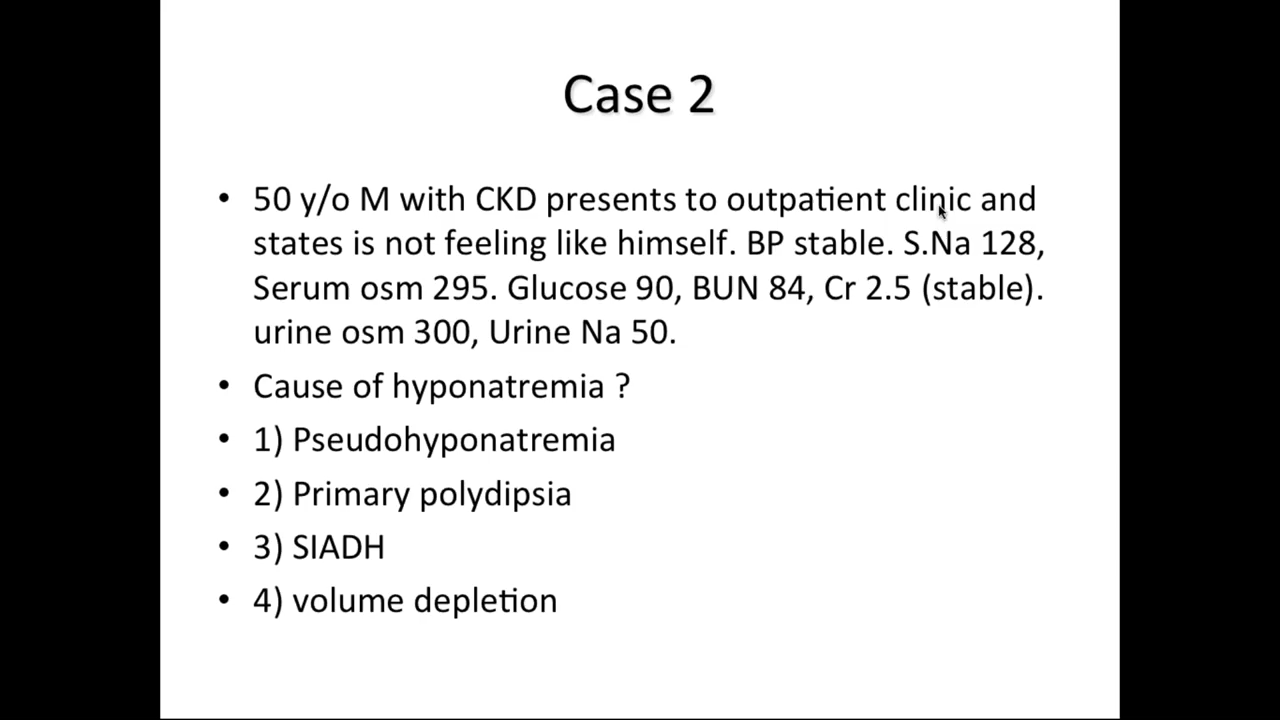 Case 2
• 50 y/o M with CKD presents to outpatient clinic and
states is not feeling like himself. BP stable. S.Na 128,
Serum osm 295. Glucose 90, BUN 84, Cr 2.5 (stable).
urine osm 300, Urine Na 50.
• Cause of hyponatremia ?
• 1) Pseudohyponatremia
• 2) Primary polydipsia
• 3) SIADH
• 4) volume depletion